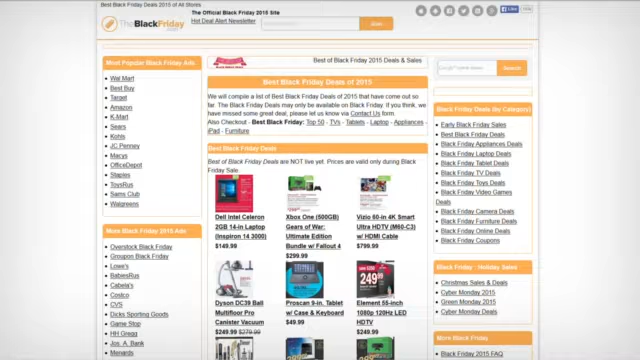 Best Black Friday Deals 2015 of All Stores
TheBlackFriday
.com
The Official Black Friday 2015 Site
Hot Deal Alert Newsletter
Join
Like
Most Popular Black Friday Ads
Wal Mart
Best Buy
Target
Amazon
K-Mart
Sears
Kohls
JC Penney
Macys
OfficeDepot
Staples
ToysRus
Sams Club
Walgreens
More Black Friday 2015 Ads
Overstock Black Friday
Groupon Black Friday
Lowe's
BabiesRus
Cabela's
Costco
CVS
Dicks Sporting Goods
Game Stop
HH Gregg
Jos. A. Bank
Menards
Best of Black Friday 2015 Deals & Sales
Best Black Friday Deals of 2015
We will compile a list of Best Black Friday Deals of 2015 that have come out so
far. The Black Friday Deals may only be available on Black Friday. If you think, we
have missed some great deal, please let us know via Contact Us form.
Also Checkout - Best Black Friday: Top 50 - TVs - Tablets - Laptop - Appliances -
iPad - Furniture
Best Black Friday Deals
Best of Black Friday Deals are NOT live yet. Prices are valid only during Black
Friday Sale.
Dell Intel Celeron
2GB 14-in Laptop
(Inspiron 14 3000)
$149.99
Xbox One (500GB)
Gears of War:
Ultimate Edition
Bundle w/ Fallout 4
$299.99
Vizio 60-in 4K Smart
Ultra HDTV (M60-C3)
w/ HDMI Cable
$799.99
Dyson DC39 Ball
Multifloor Pro
Canister Vacuum
$249.99 $279.99
Proscan 9-in. Tablet
w/ Case & Keyboard
$49.99
249.99
Element 55-inch
1080p 120Hz LED
HDTV
Search
Black Friday Deals (by Category)
Early Black Friday Sales
Best Black Friday Deals
Black Friday Appliances Deals
Black Friday Laptop Deals
Black Friday Tablet Deals
Black Friday TV Deals
Black Friday Toys Deals
Black Friday Video Games
Deals
Black Friday Camera Deals
Black Friday Furniture Deals
Black Friday Online Deals
Black Friday Coupons
Black Friday : Holiday Sales
Christmas Sales & Deals
Cyber Monday 2015
Green Monday 2015
Cyber Monday Deals
More Black Friday
Black Friday 2015 FAQ